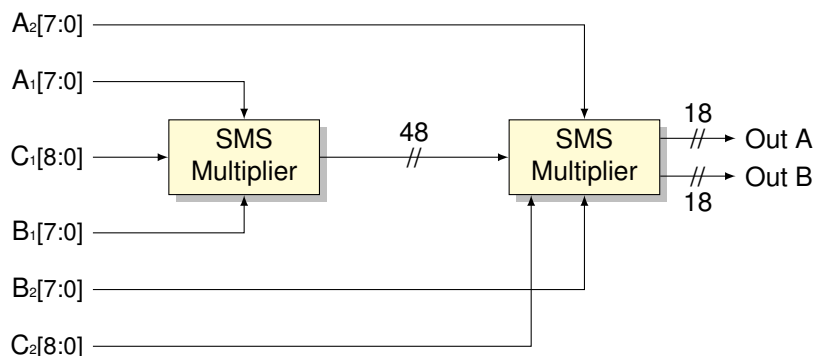 A₂[7:0]
A₁[7:0]
C₁[8:0]
B₁[7:0]
B₂[7:0]
C₂[8:0]
SMS
Multiplier
48
SMS
Multiplier
18
Out A
Out B
18